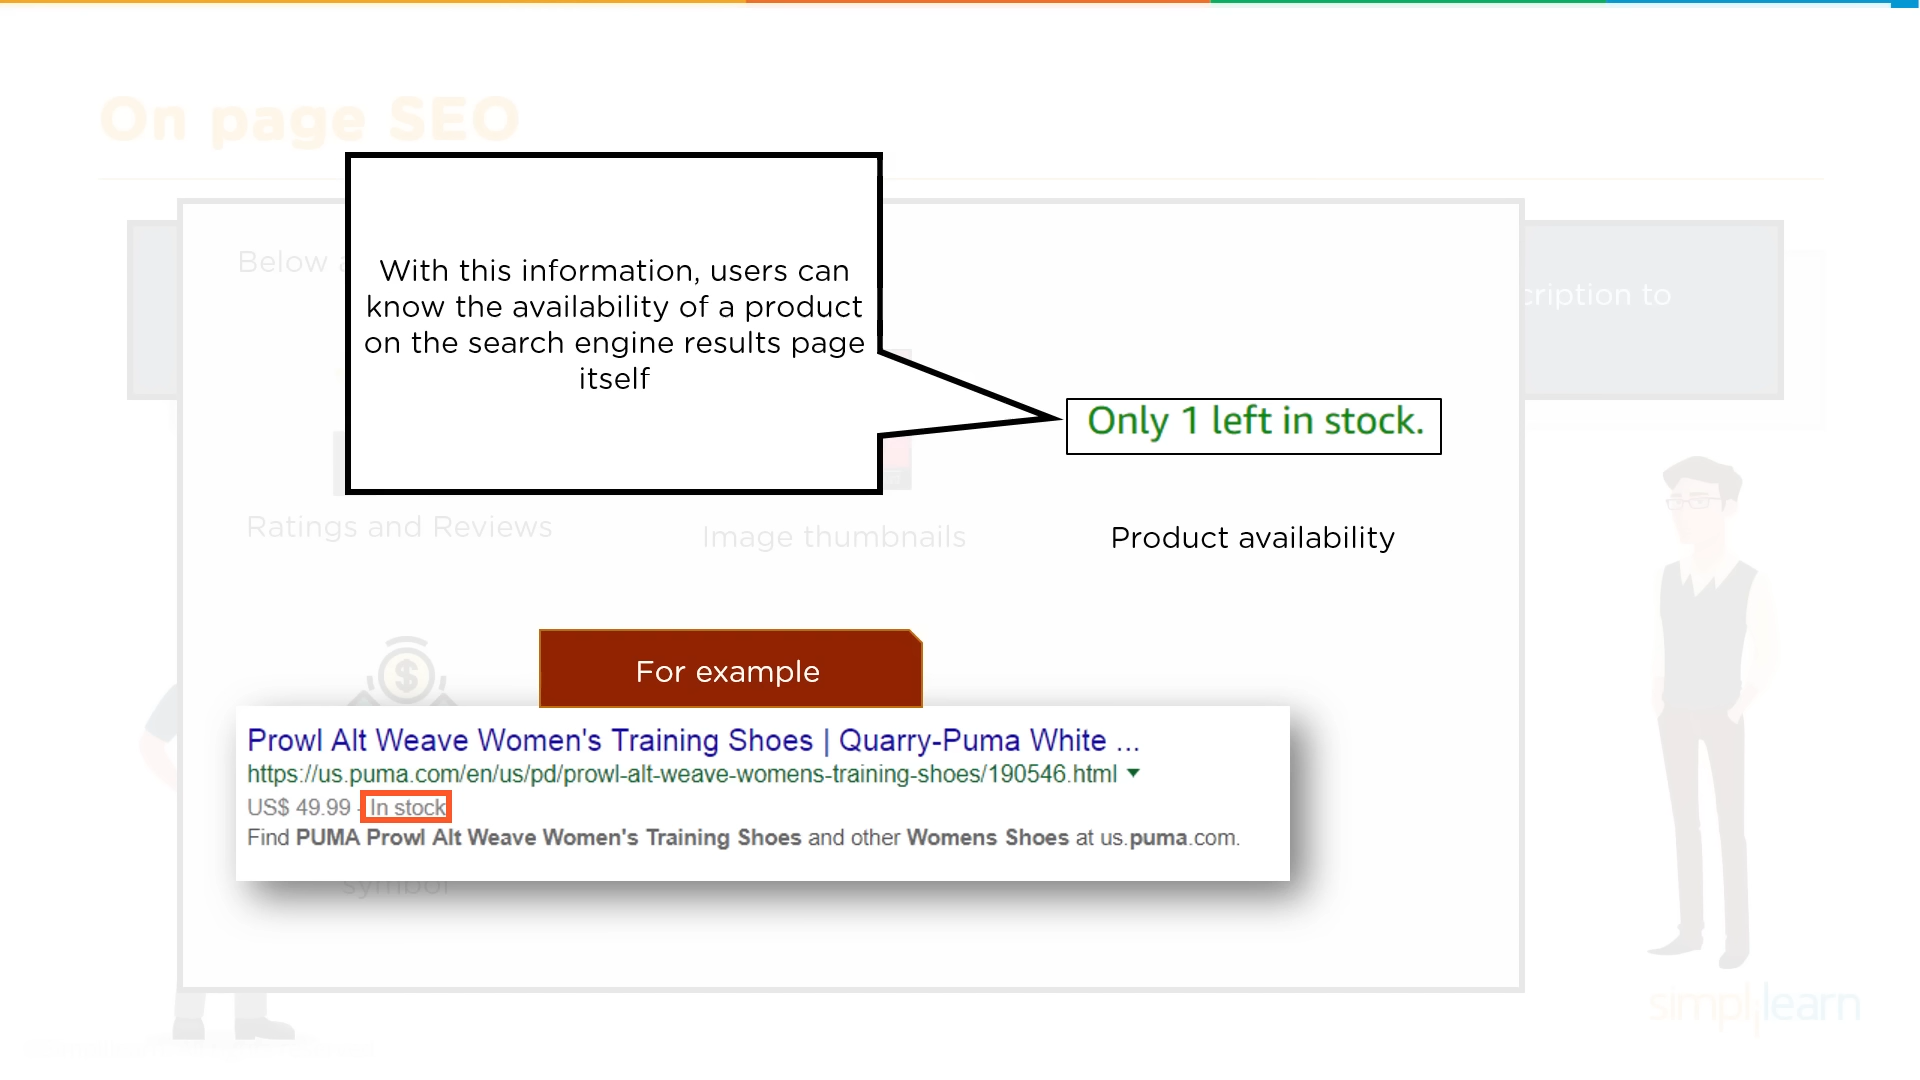 On page SEO
Below
cription to
With this information, users can
know the availability of a product
on the search engine results page
itself
Only 1 left in stock.
Ratings and Reviews
Image thumbnails
Product availability
For example
Prowl Alt Weave Women's Training Shoes | Quarry-Puma White ...
https://us.puma.com/en/us/pd/prowl-alt-weave-womens-training-shoes/190546.html
US$ 49.99 - In stock
Find PUMA Prowl Alt Weave Women's Training Shoes and other Womens Shoes at us.puma.com.
symbol
simplilearn